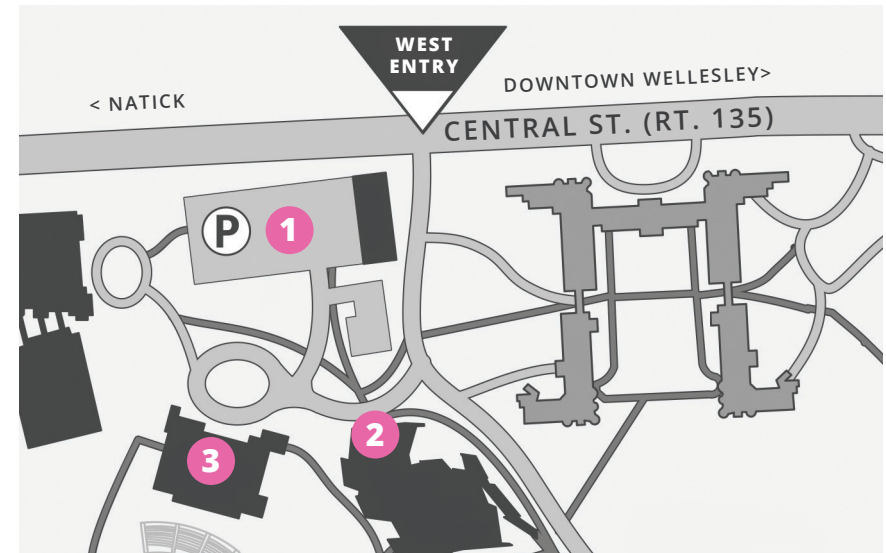 WEST
ENTRY
< NATICK
DOWNTOWN WELLESLEY>
CENTRAL ST. (RT. 135)
P
1
2
3